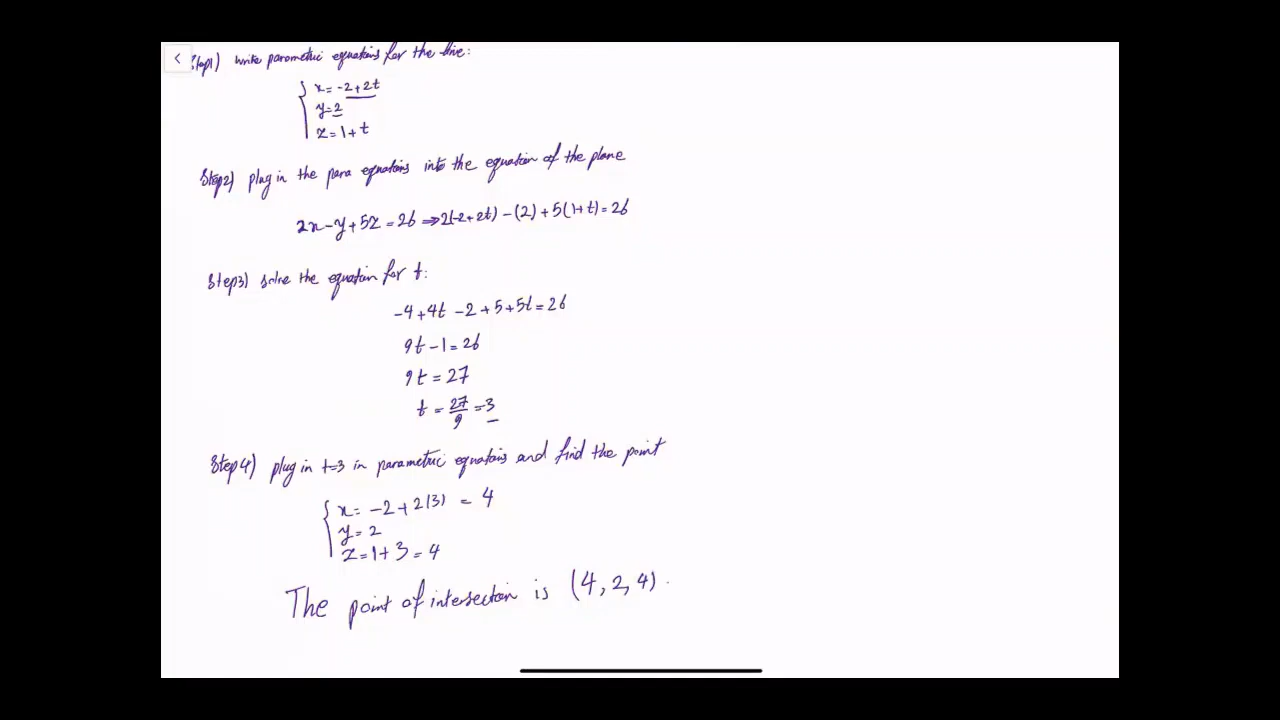 Step1) write parametric equations for the line:
x = -2+2t
y = 2
z = 1+t
Step2) plug in the para equations into the equation of the plane
2x-y+5z = 26 ⇒ 2(-2+2t) - (2) + 5(1+t) = 26
Step3) solve the equation for t:
-4+4t -2+5+5t = 26
9t-1 = 26
9t = 27
t = 27/9 = 3
Step4) plug in t=3 in parametric equations and find the point
x = -2+2(3) = 4
y = 2
z = 1+3 = 4
The point of intersection is (4, 2, 4).